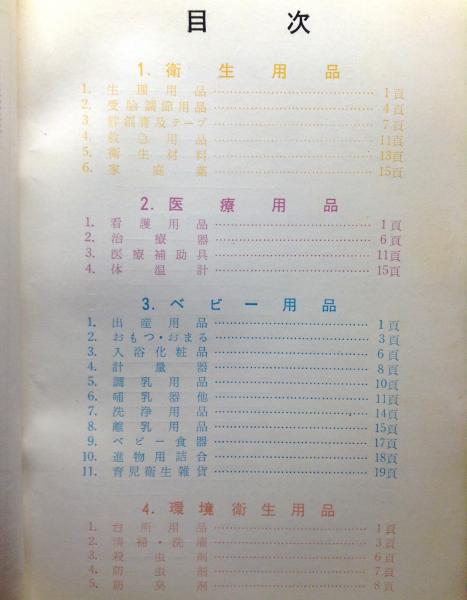 目次
1. 衛生用品
1. 生理用品 1頁
2. 受胎調節用品 4頁
3. 絆創膏及テープ 7頁
4. 救急用品 11頁
5. 衛生材料 13頁
6. 家庭薬 15頁
2. 医療用品
1. 看護用品 1頁
2. 治療器 6頁
3. 医療補助具 11頁
4. 体温計 15頁
3. ベビー用品
1. 出産用品 1頁
2. おもつ・おまる 3頁
3. 入浴化粧品 6頁
4. 計量器 8頁
5. 調乳用品 10頁
6. 哺乳器他 11頁
7. 洗浄用品 14頁
8. 離乳用品 15頁
9. ベビー食器 17頁
10. 進物用詰合 18頁
11. 育児衛生雑貨 19頁
4. 環境衛生用品
1. 台所用品 1頁
2. 清掃・洗濯 3頁
3. 殺虫剤 6頁
4. 防虫剤 7頁
5. 防臭剤 8頁